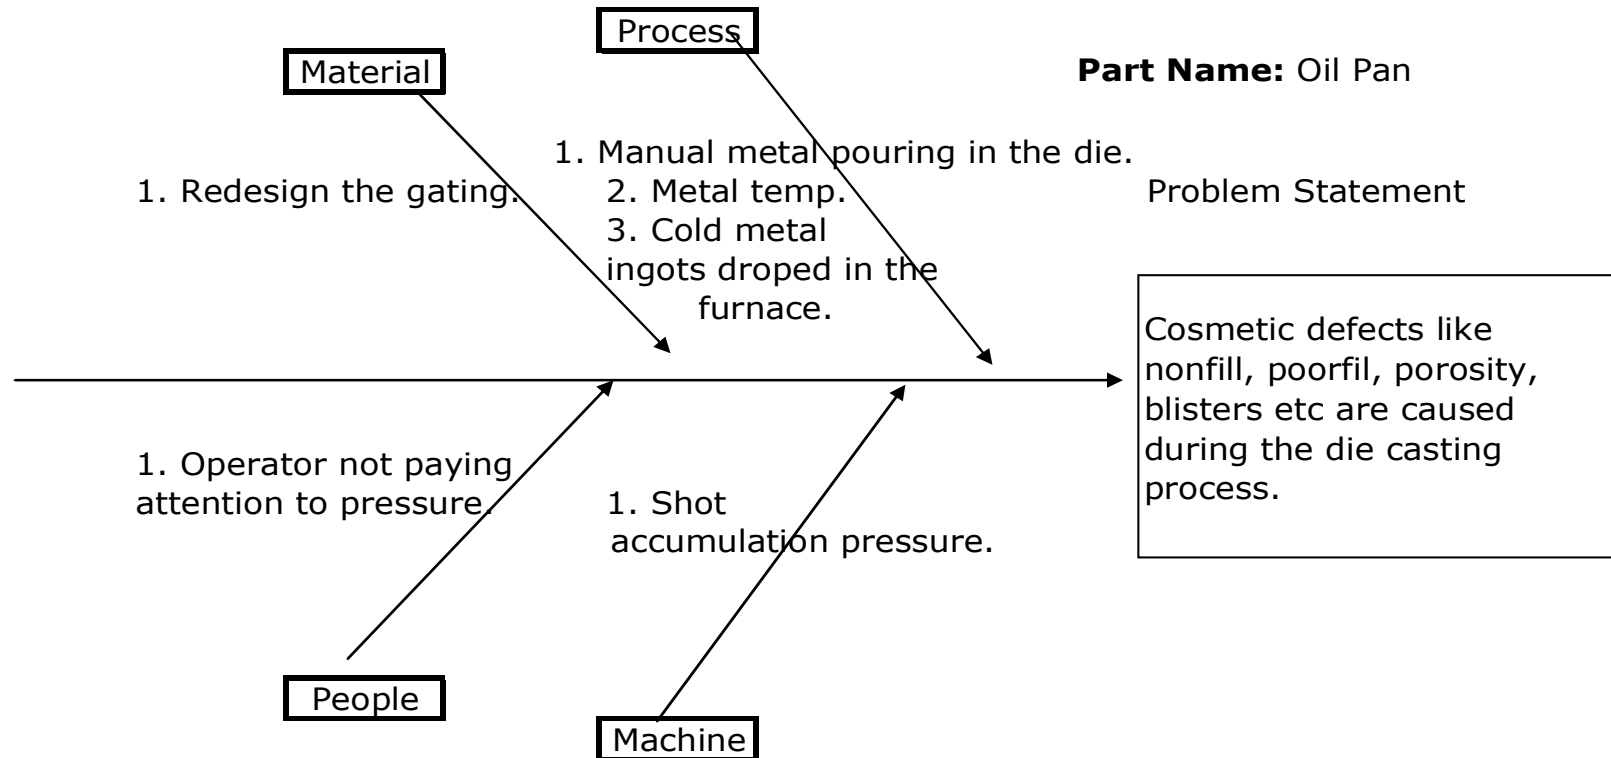 Process
Material
Part Name: Oil Pan
1. Manual metal pouring in the die.
2. Metal temp.
3. Cold metal
ingots droped in the
furnace.
1. Redesign the gating.
Problem Statement
Cosmetic defects like
nonfill, poorfil, porosity,
blisters etc are caused
during the die casting
process.
1. Operator not paying
attention to pressure.
1. Shot
accumulation pressure.
People
Machine